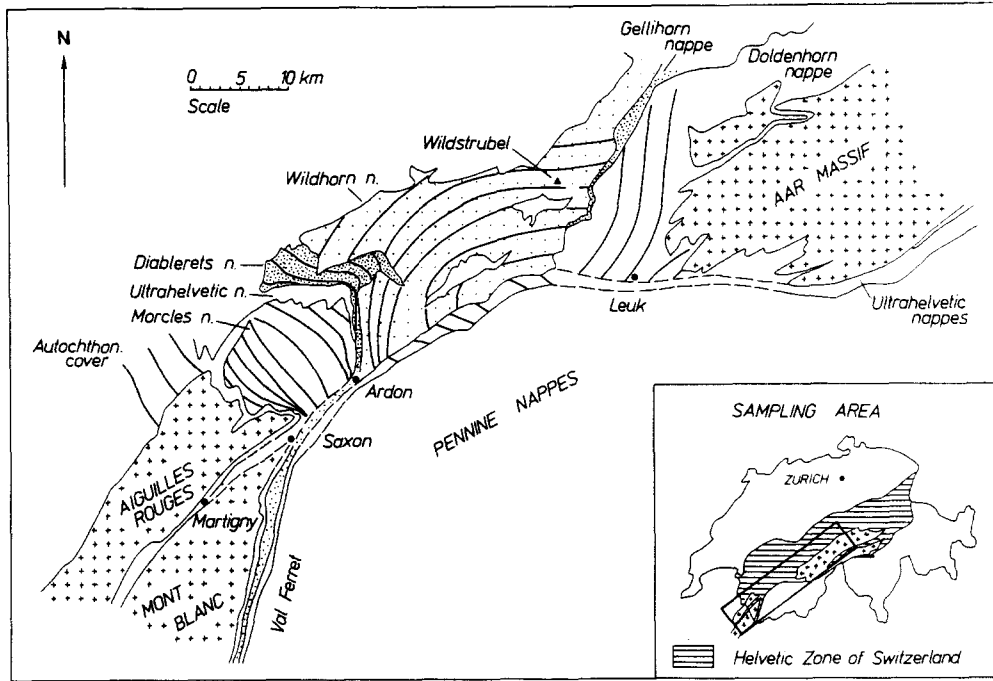 N
0 5 10 km
Scale
Gellihorn
nappe
Doldenhorn
nappe
Wildstrubel
Wildhorn n.
AAR MASSIF
Diablerets n.
Ultrahelvetic n.
Morcles n.
Autochthon.
cover
Leuk
Ultrahelvetic
nappes
Ardon
Saxon
PENNINE NAPPES
AIGUILLES
ROUGES
Martigny
MONT
BLANC
Val Ferret
SAMPLING AREA
ZURICH
Helvetic Zone of Switzerland